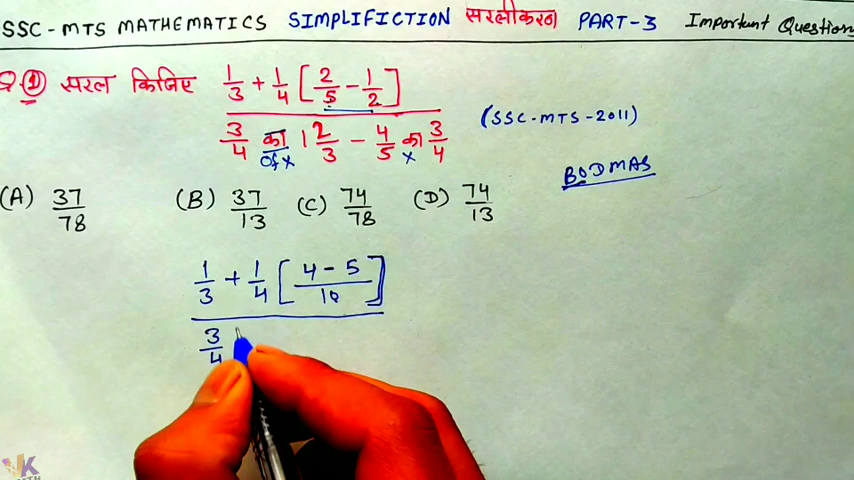 SSC-MTS MATHEMATICS SIMPLIFICTION सरलीकरण PART-3 Important Question
Q.① सरल किजिए 1/3 + 1/4 [2/5 - 1/2]
3/4 का 1 2/3 - 4/5 का 3/4 (SSC-MTS-2011)
of x x
BODMAS
(A) 37/78 (B) 37/13 (C) 74/78 (D) 74/13
1/3 + 1/4 [4-5/10]
3/4
VK